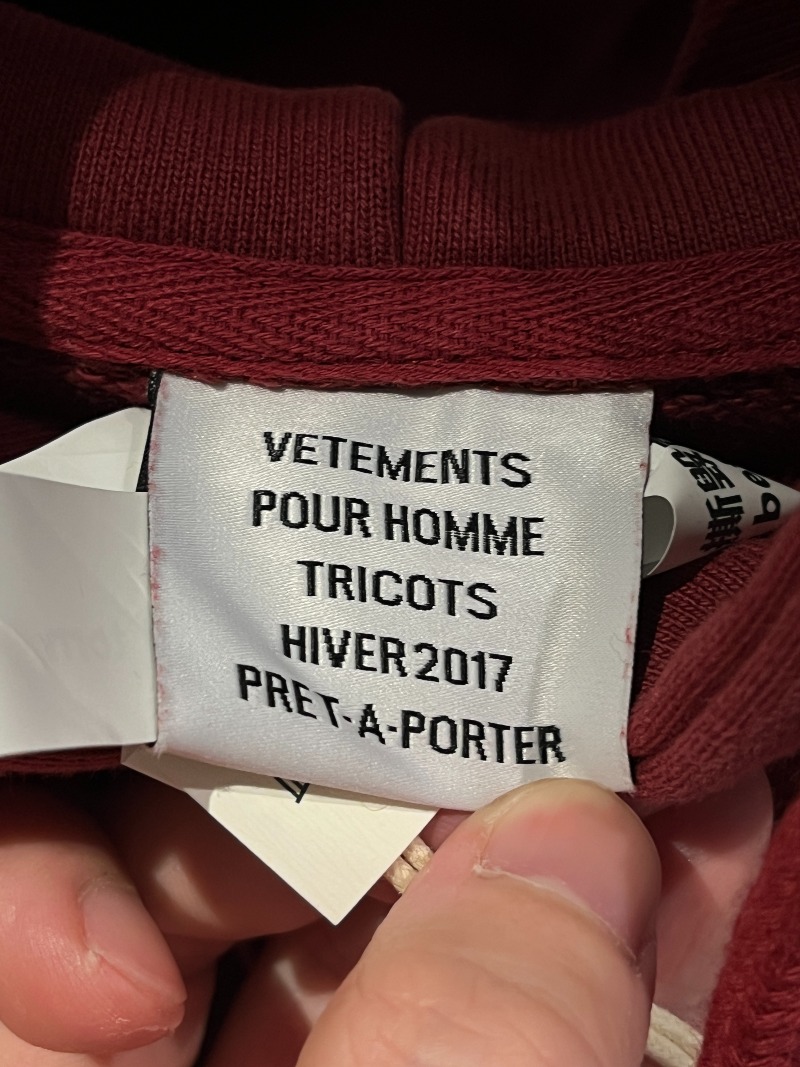 VETEMENTS
POUR HOMME
TRICOTS
HIVER 2017
PRET-A-PORTER